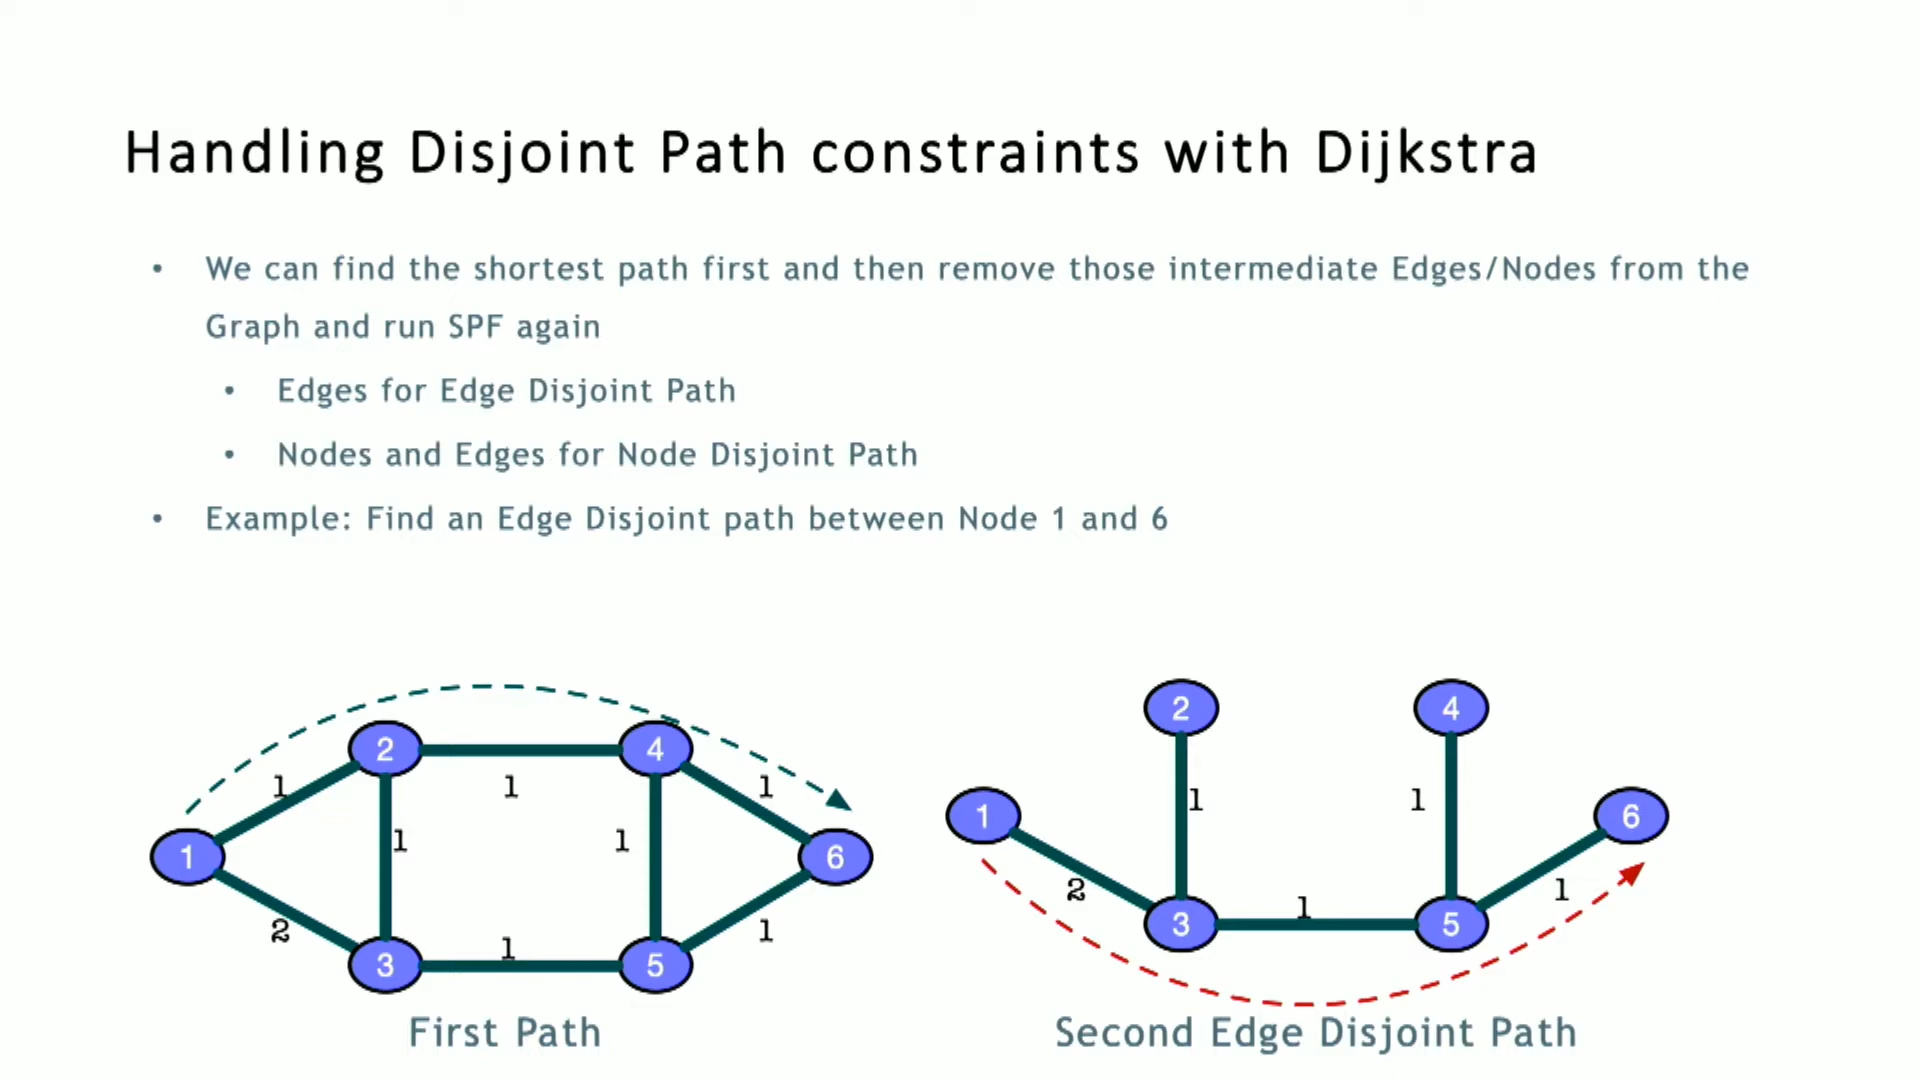 Handling Disjoint Path constraints with Dijkstra
• We can find the shortest path first and then remove those intermediate Edges/Nodes from the
Graph and run SPF again
• Edges for Edge Disjoint Path
• Nodes and Edges for Node Disjoint Path
• Example: Find an Edge Disjoint path between Node 1 and 6
2 4
1 1 1
1 1
1 6
2 1 1
3 5
First Path
2 4
1 1
1 6
2 1 1
3 5
Second Edge Disjoint Path